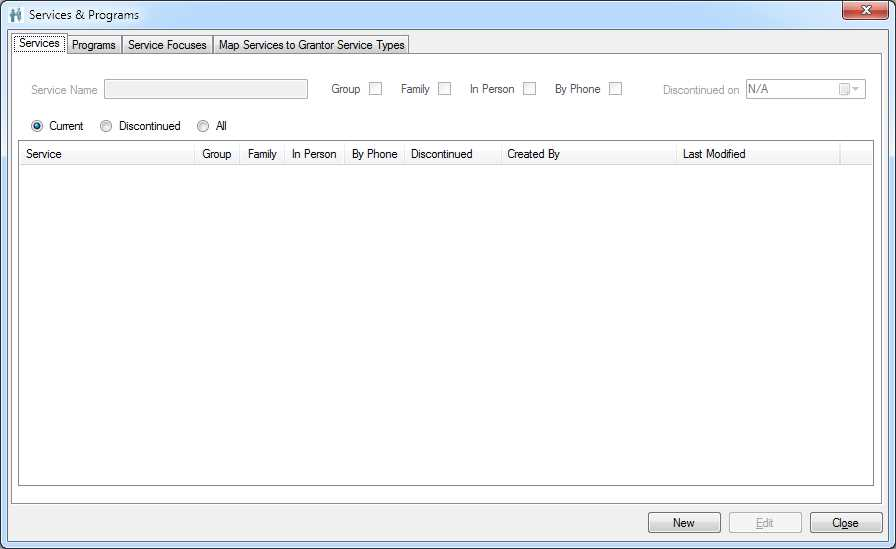 Services & Programs
Services Programs Service Focuses Map Services to Grantor Service Types
Service Name Group Family In Person By Phone Discontinued on N/A
Current Discontinued All
Service Group Family In Person By Phone Discontinued Created By Last Modified
New Edit Close